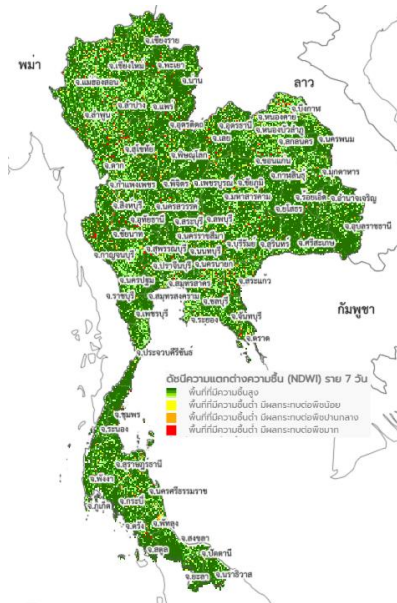 พม่า
ลาว
กัมพูชา
จ.เชียงราย
จ.เชียงใหม่
จ.พะเยา
จ.แม่ฮ่องสอน
จ.น่าน
จ.ลำปาง
จ.แพร่
จ.ลำพูน
จ.อุตรดิตถ์
จ.อุดรธานี
จ.บึงกาฬ
จ.หนองคาย
จ.เลย
จ.หนองบัวลำภู
จ.สุโขทัย
จ.สกลนคร
จ.นครพนม
จ.พิษณุโลก
จ.ขอนแก่น
จ.ตาก
จ.กาฬสินธุ์
จ.มุกดาหาร
จ.กำแพงเพชร
จ.พิจิตร
จ.เพชรบูรณ์
จ.ชัยภูมิ
จ.มหาสารคาม
จ.ร้อยเอ็ด
จ.อำนาจเจริญ
จ.สิงห์บุรี
จ.นครสวรรค์
จ.ยโสธร
จ.อุทัยธานี
จ.สระบุรี
จ.ลพบุรี
จ.อุบลราชธานี
จ.ชัยนาท
จ.นครราชสีมา
จ.บุรีรัมย์
จ.สุรินทร์
จ.ศรีสะเกษ
จ.สุพรรณบุรี
จ.นนทบุรี
จ.กาญจนบุรี
จ.ปราจีนบุรี
จ.นครนายก
จ.สระแก้ว
จ.นครปฐม
จ.สมุทรสาคร
จ.ราชบุรี
จ.สมุทรสงคราม
จ.ชลบุรี
จ.เพชรบุรี
จ.ระยอง
จ.จันทบุรี
จ.ตราด
จ.ประจวบคีรีขันธ์
ดัชนีความแตกต่างความชื้น (NDWI) ราย 7 วัน
พื้นที่ที่มีความชื้นสูง
พื้นที่ที่มีความชื้นต่ำ มีผลกระทบต่อพืชน้อย
พื้นที่ที่มีความชื้นต่ำ มีผลกระทบต่อพืชปานกลาง
พื้นที่ที่มีความชื้นต่ำ มีผลกระทบต่อพืชมาก
จ.ชุมพร
จ.ระนอง
จ.สุราษฎร์ธานี
จ.พังงา
จ.นครศรีธรรมราช
จ.กระบี่
จ.ภูเก็ต
จ.ตรัง
จ.พัทลุง
จ.สงขลา
จ.สตูล
จ.ปัตตานี
จ.ยะลา
จ.นราธิวาส